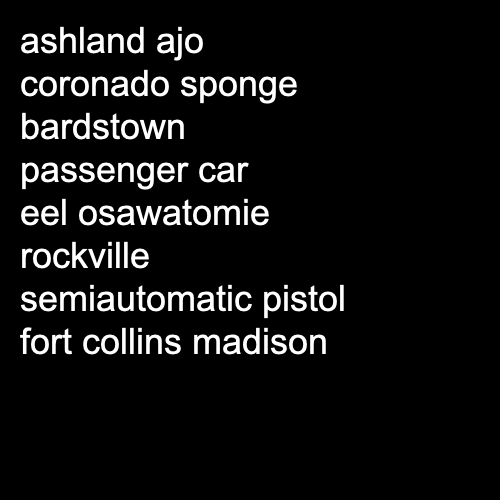 ashland ajo
coronado sponge
bardstown
passenger car
eel osawatomie
rockville
semiautomatic pistol
fort collins madison